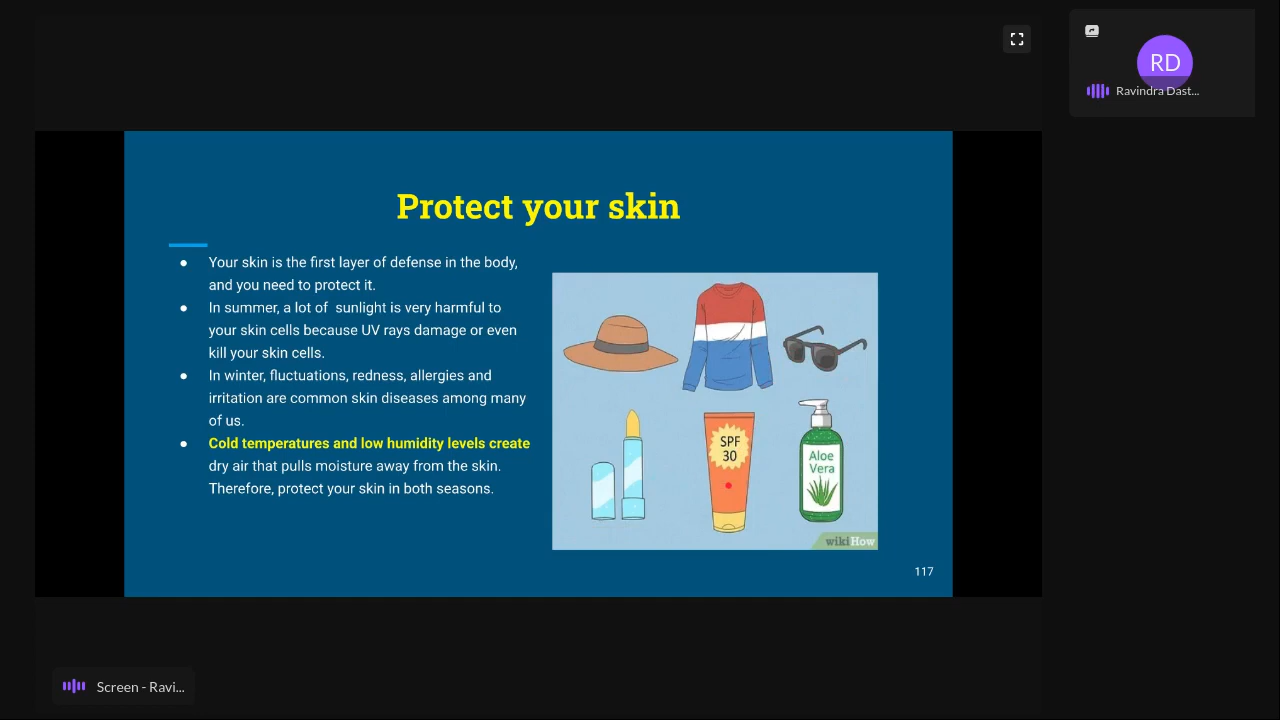 RD
Ravindra Dast...
Protect your skin
● Your skin is the first layer of defense in the body,
and you need to protect it.
● In summer, a lot of  sunlight is very harmful to
your skin cells because UV rays damage or even
kill your skin cells.
● In winter, fluctuations, redness, allergies and
irritation are common skin diseases among many
of us.
● Cold temperatures and low humidity levels create
dry air that pulls moisture away from the skin.
Therefore, protect your skin in both seasons.
SPF
30
Aloe
Vera
wikiHow
117
Screen - Ravi...